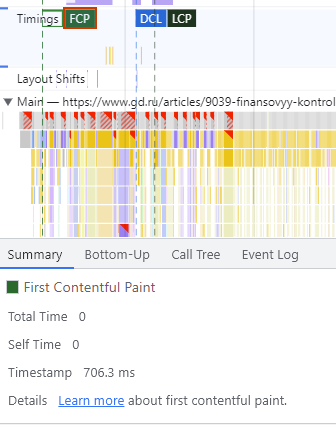 Timings FCP DCL LCP
Layout Shifts
Main — https://www.gd.ru/articles/9039-finansovyy-kontrol
Summary Bottom-Up Call Tree Event Log
First Contentful Paint
Total Time 0
Self Time 0
Timestamp 706.3 ms
Details Learn more about first contentful paint.